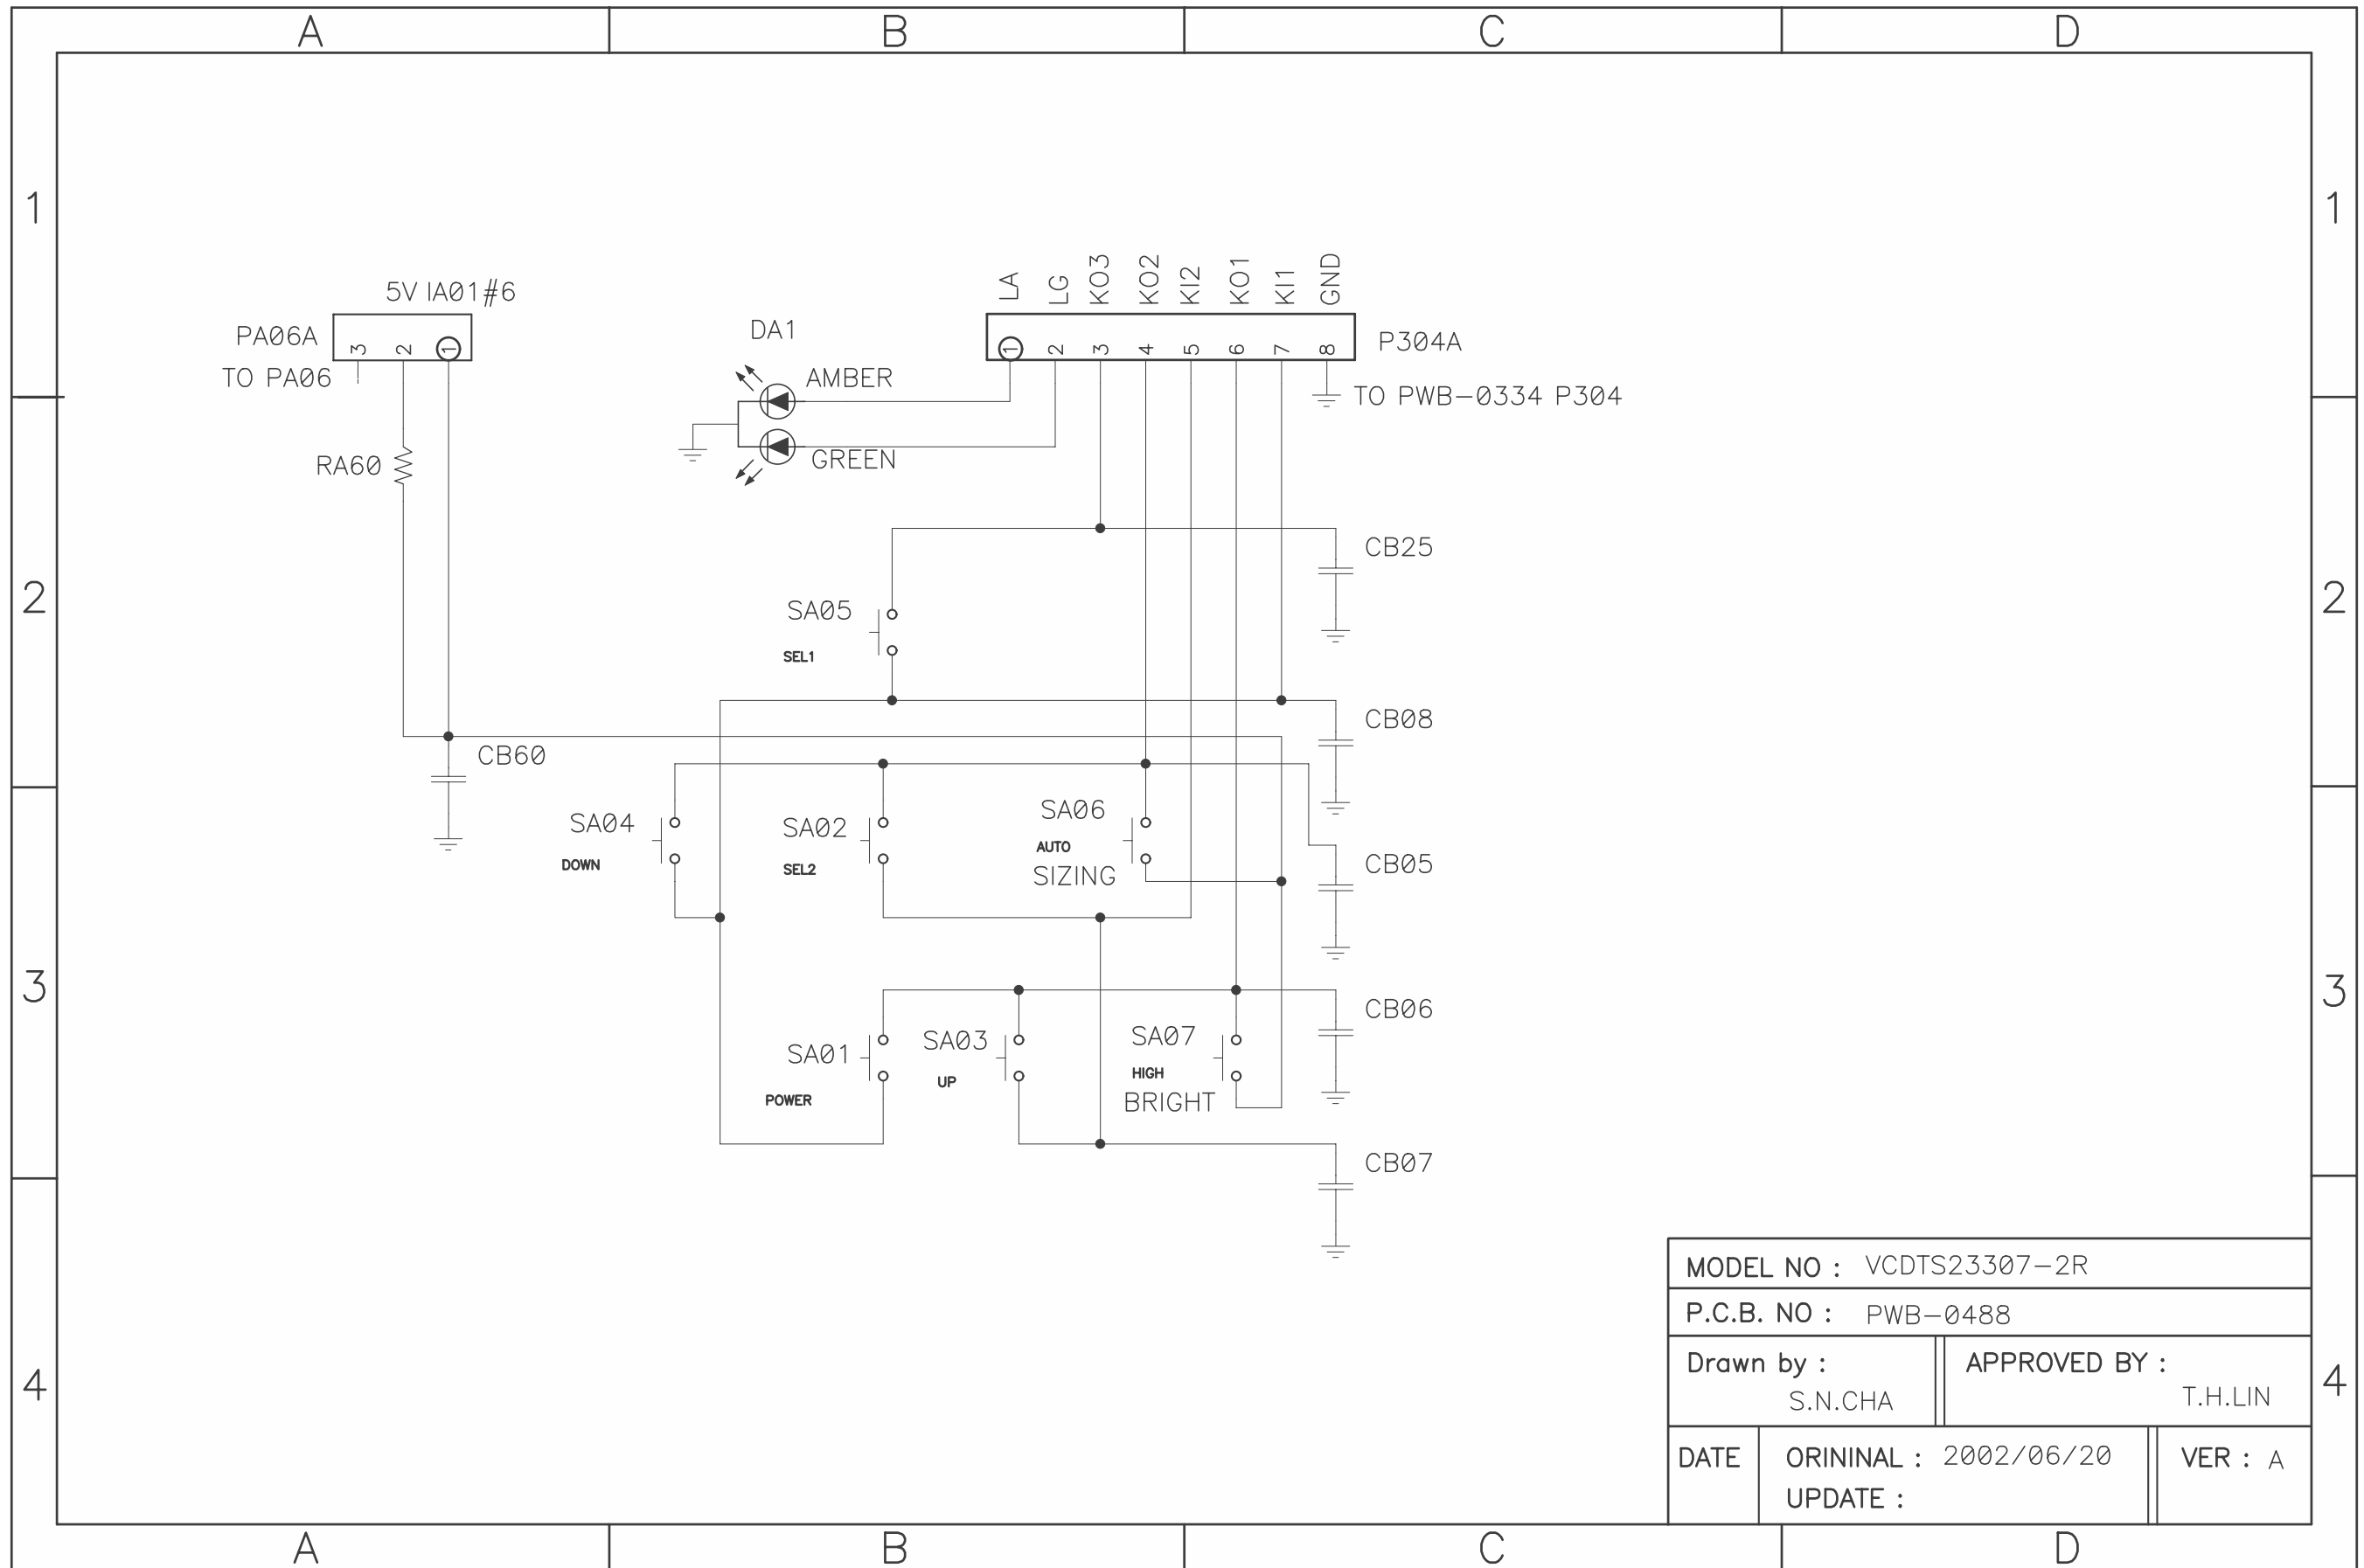 A B C D
1 1
LA LG KO3 KO2 KI2 KO1 KI1 GND
5V IA01#6
PA06A 3 2 1
DA1
1 2 3 4 5 6 7 8
P304A
TO PA06
AMBER
TO PWB-0334 P304
RA60
GREEN
CB25
2 2
SA05
SEL1
CB08
CB60
SA04
SA02
SA06
DOWN
SEL2
AUTO
SIZING
CB05
3 3
CB06
SA01
SA03
SA07
POWER
UP
HIGH
BRIGHT
CB07
MODEL NO : VCDTS23307-2R
P.C.B. NO : PWB-0488
Drawn by :
S.N.CHA
APPROVED BY :
T.H.LIN
4 4
DATE
ORININAL : 2002/06/20
VER : A
UPDATE :
A B C D